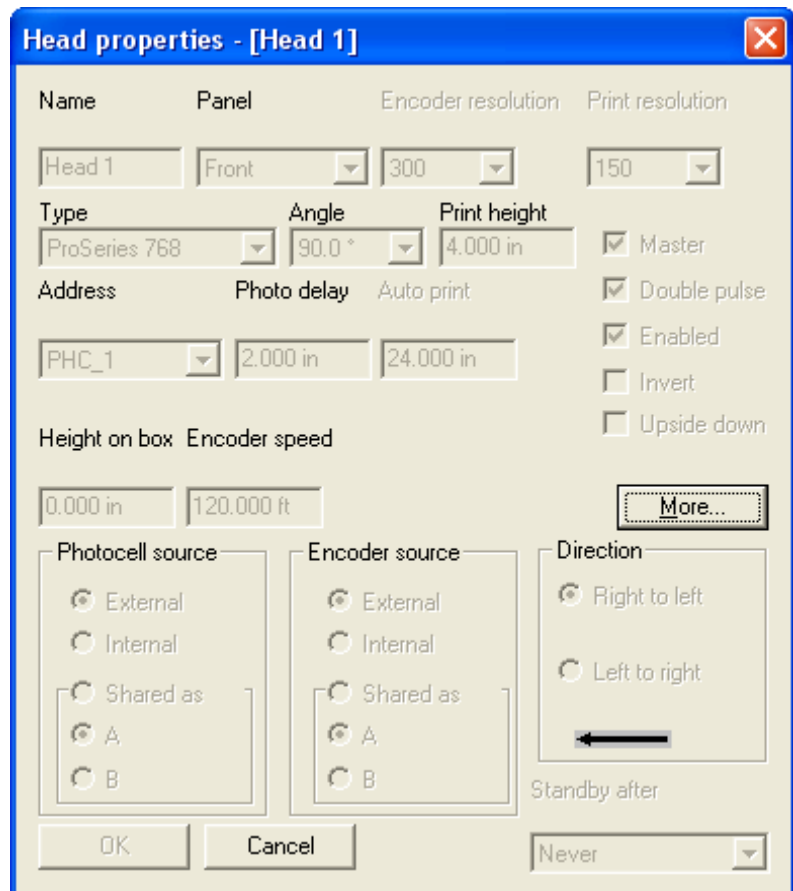 Head properties - [Head 1]
Name Panel Encoder resolution Print resolution
Head 1 Front 300 150
Type Angle Print height
ProSeries 768 90.0 ° 4.000 in Master
Address Photo delay Auto print Double pulse
Enabled
PHC_1 2.000 in 24.000 in
Invert
Upside down
Height on box Encoder speed
0.000 in 120.000 ft More...
Photocell source Encoder source Direction
External External Right to left
Internal Internal
Shared as Shared as Left to right
A A
B B
Standby after
OK Cancel Never